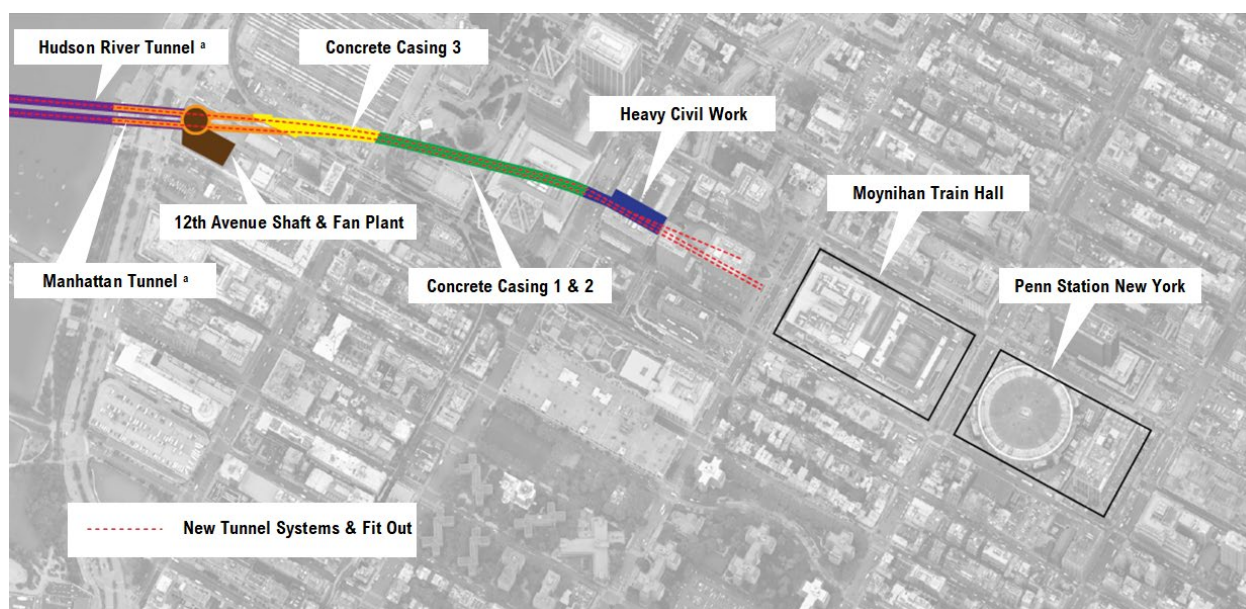 Hudson River Tunnel ᵃ
Concrete Casing 3
Heavy Civil Work
Moynihan Train Hall
12th Avenue Shaft & Fan Plant
Manhattan Tunnel ᵃ
Concrete Casing 1 & 2
Penn Station New York
New Tunnel Systems & Fit Out